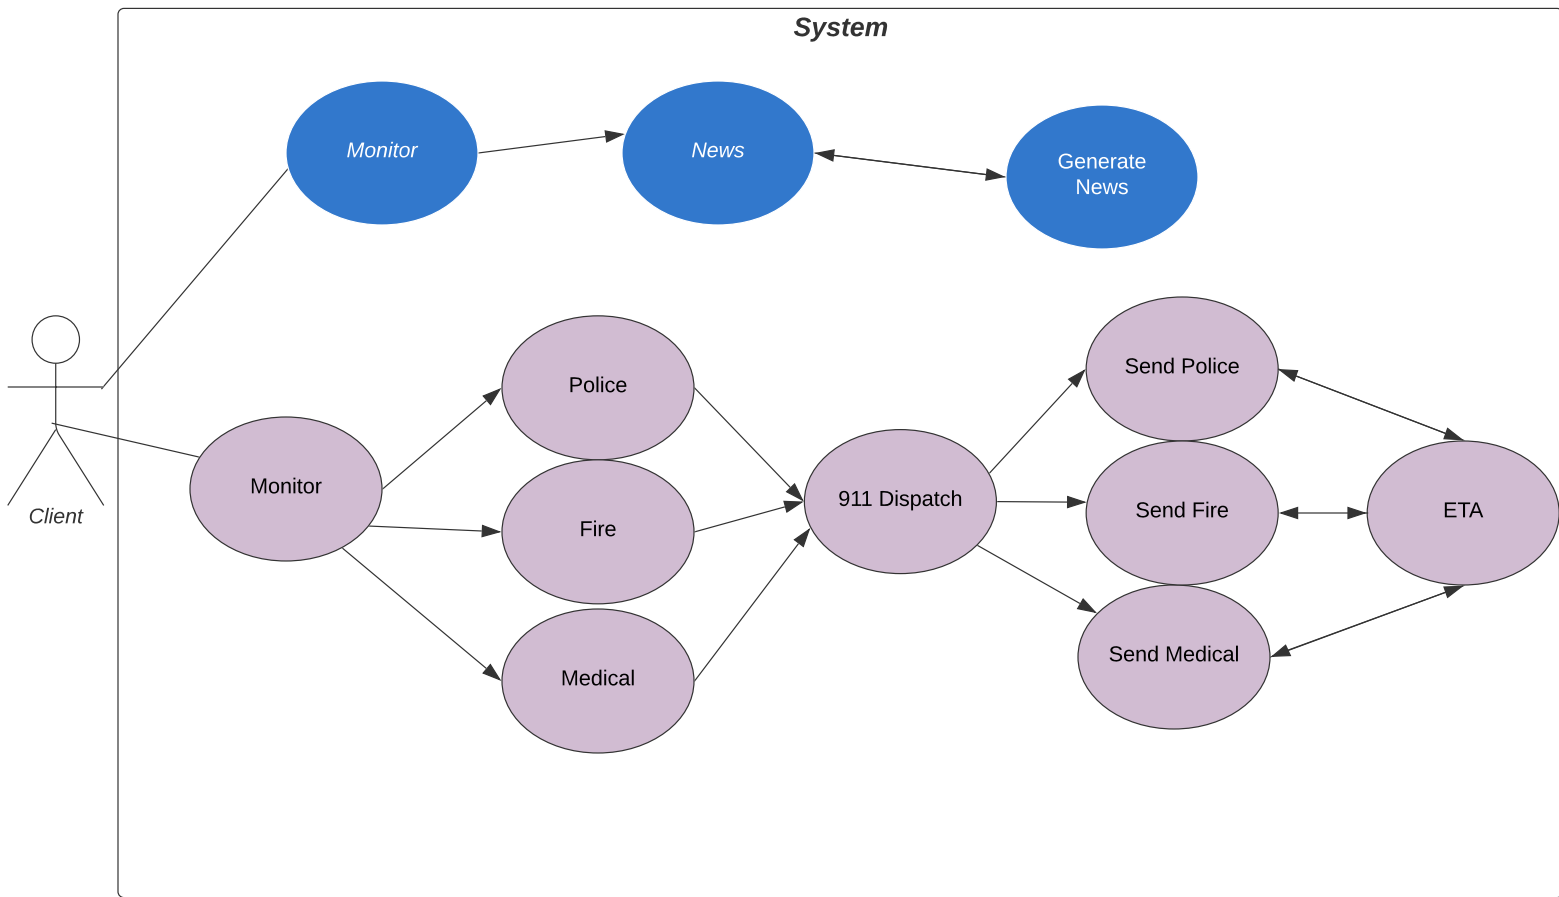 System
Monitor
News
Generate
News
Client
Monitor
Police
Fire
Medical
911 Dispatch
Send Police
Send Fire
Send Medical
ETA